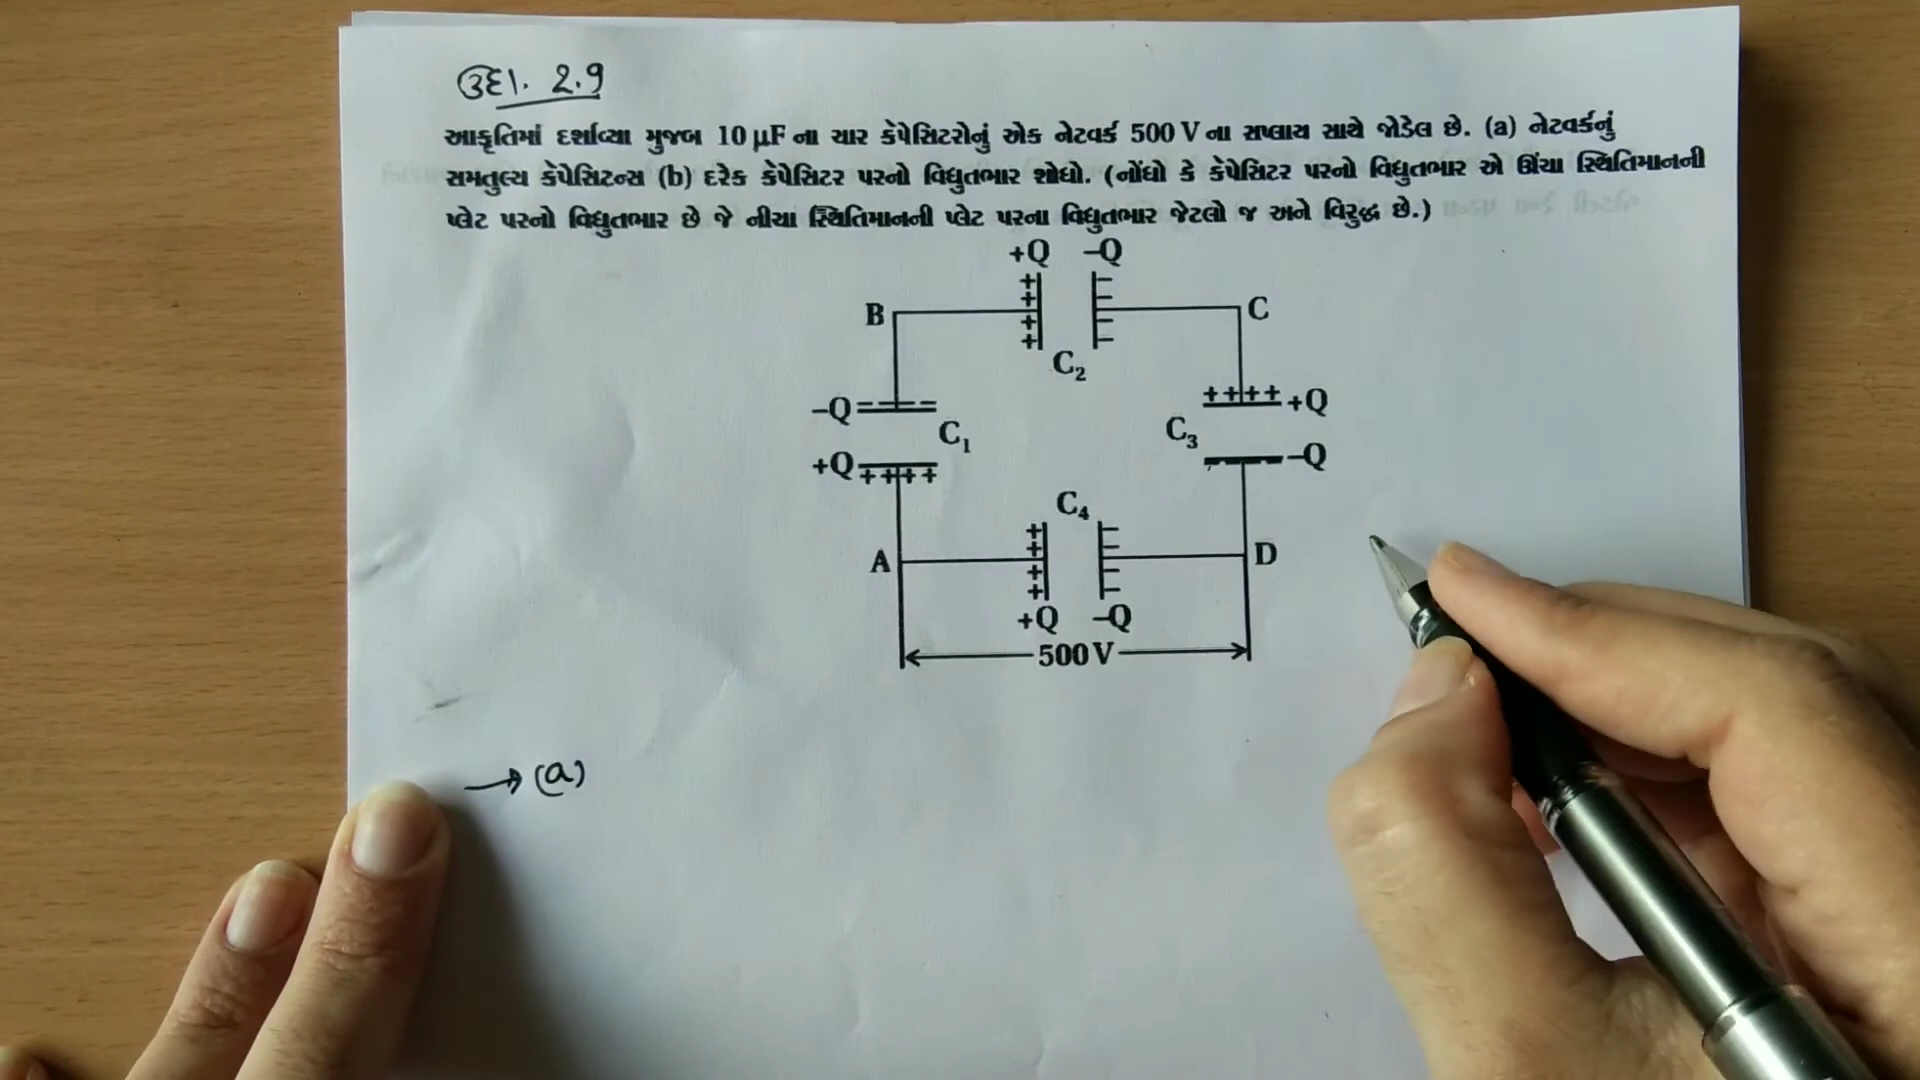 ઉદા. 2.9
આકૃતિમાં દર્શાવ્યા મુજબ 10 µF ના ચાર કેપેસિટરોનું એક નેટવર્ક 500 V ના સપ્લાય સાથે જોડેલ છે. (a) નેટવર્કનું
સમતુલ્ય કેપેસિટન્સ (b) દરેક કેપેસિટર પરનો વિદ્યુતભાર શોધો. (નોંધો કે કેપેસિટર પરનો વિદ્યુતભાર એ ઊંચા સ્થિતિમાનની
પ્લેટ પરનો વિદ્યુતભાર છે જે નીચા સ્થિતિમાનની પ્લેટ પરના વિદ્યુતભાર જેટલો જ અને વિરુદ્ધ છે.)
+Q –Q
B C
C₂
–Q +Q
C₁ C₃
+Q –Q
C₄
A D
+Q –Q
500 V
→ (a)